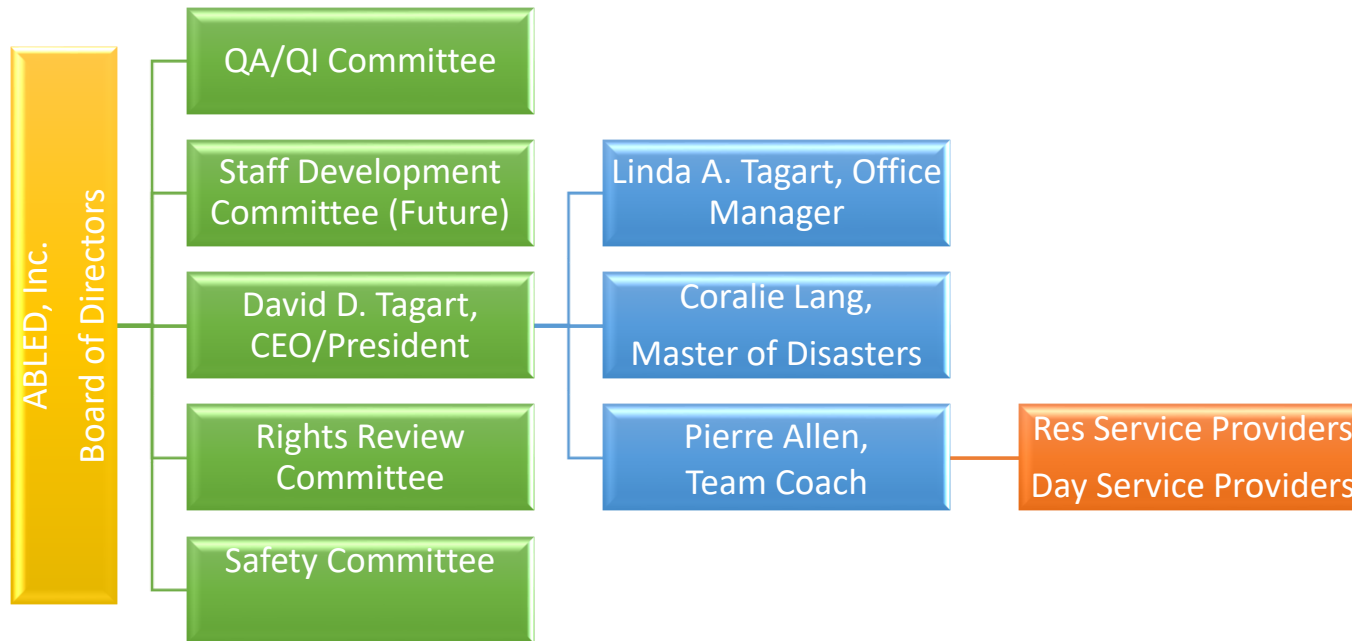 ABLED, Inc.
Board of Directors
QA/QI Committee
Staff Development
Committee (Future)
David D. Tagart,
CEO/President
Rights Review
Committee
Safety Committee
Linda A. Tagart, Office
Manager
Coralie Lang,
Master of Disasters
Pierre Allen,
Team Coach
Res Service Providers
Day Service Providers